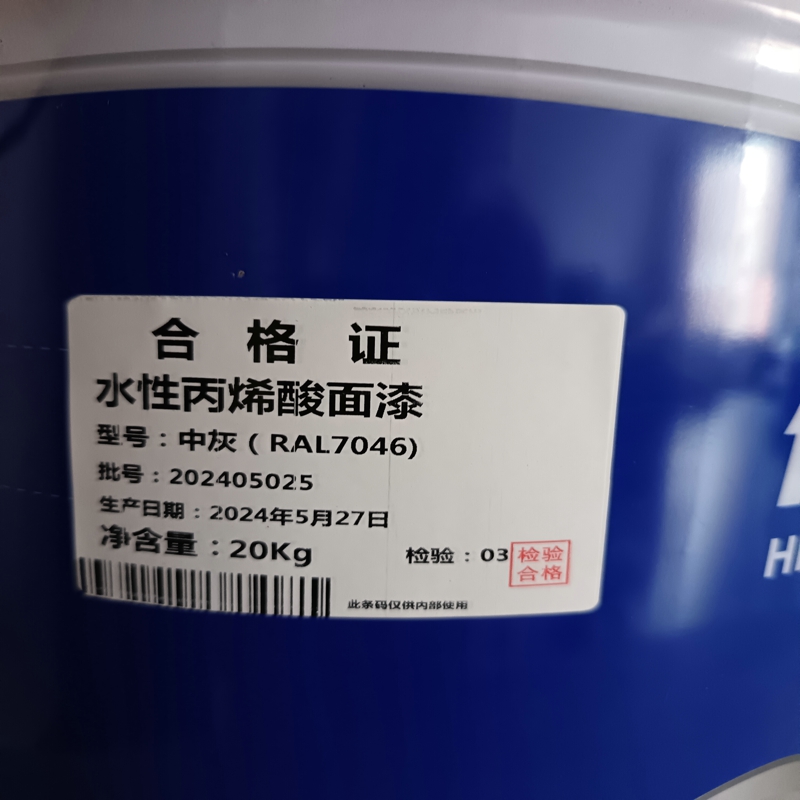 合格证
水性丙烯酸面漆
型号：中灰（RAL7046)
批号：202405025
生产日期：2024年5月27日
净含量：20Kg
检验：03
检验
合格
此条码仅供内部使用